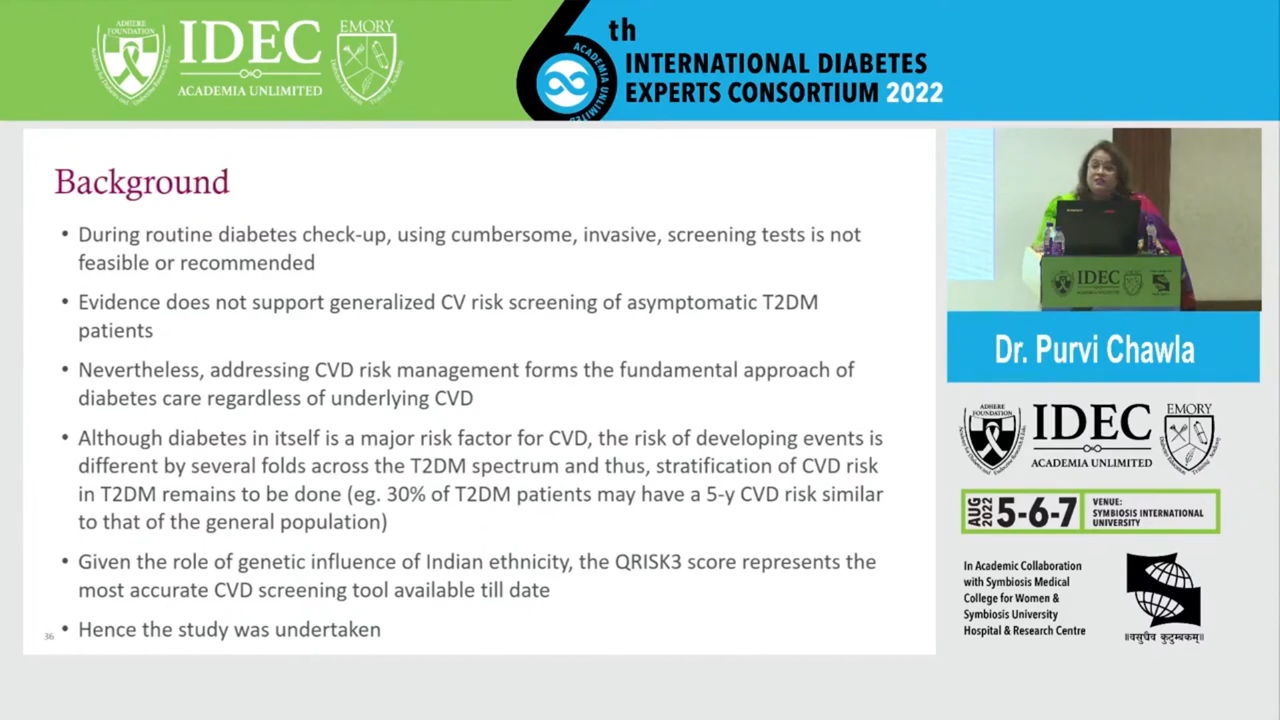 ADHERE
FOUNDATION
IDEC
ACADEMIA UNLIMITED
EMORY
6th
ACADEMIA UNLIMITED
INTERNATIONAL DIABETES
EXPERTS CONSORTIUM 2022
Background
• During routine diabetes check-up, using cumbersome, invasive, screening tests is not
feasible or recommended
• Evidence does not support generalized CV risk screening of asymptomatic T2DM
patients
• Nevertheless, addressing CVD risk management forms the fundamental approach of
diabetes care regardless of underlying CVD
• Although diabetes in itself is a major risk factor for CVD, the risk of developing events is
different by several folds across the T2DM spectrum and thus, stratification of CVD risk
in T2DM remains to be done (eg. 30% of T2DM patients may have a 5-y CVD risk similar
to that of the general population)
• Given the role of genetic influence of Indian ethnicity, the QRISK3 score represents the
most accurate CVD screening tool available till date
• Hence the study was undertaken
36
IDEC
Dr. Purvi Chawla
ADHERE
FOUNDATION
IDEC
ACADEMIA UNLIMITED
EMORY
AUG
2022
5-6-7
VENUE:
SYMBIOSIS INTERNATIONAL
UNIVERSITY
In Academic Collaboration
with Symbiosis Medical
College for Women &
Symbiosis University
Hospital & Research Centre
॥वसुधैव कुटुम्बकम्॥